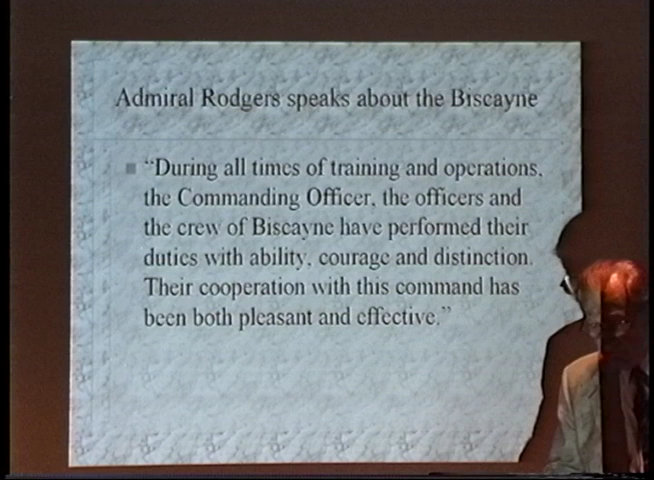 Admiral Rodgers speaks about the Biscayne
“During all times of training and operations,
the Commanding Officer, the officers and
the crew of Biscayne have performed their
duties with ability, courage and distinction.
Their cooperation with this command has
been both pleasant and effective.”